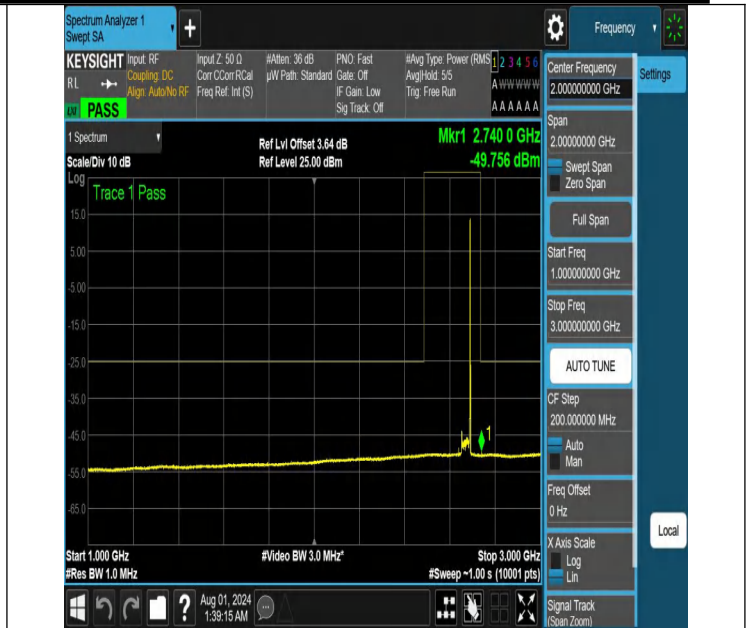 Spectrum Analyzer 1
Swept SA
Frequency
KEYSIGHT
RL
LXI
PASS
Input: RF
Coupling: DC
Align: Auto/No RF
Input Z: 50 Ω
Corr CCorr RCal
Freq Ref: Int (S)
#Atten: 36 dB
µW Path: Standard
PNO: Fast
Gate: Off
IF Gain: Low
Sig Track: Off
#Avg Type: Power (RMS
Avg|Hold: 5/5
Trig: Free Run
1 2 3 4 5 6
A W W W W W
A A A A A A
Center Frequency
2.000000000 GHz
Settings
Span
2.00000000 GHz
Swept Span
Zero Span
Full Span
Start Freq
1.000000000 GHz
Stop Freq
3.000000000 GHz
AUTO TUNE
CF Step
200.000000 MHz
Auto
Man
Freq Offset
0 Hz
X Axis Scale
Log
Lin
Local
Signal Track
(Span Zoom)
1 Spectrum
Scale/Div 10 dB
Ref Lvl Offset 3.64 dB
Ref Level 25.00 dBm
Mkr1 2.740 0 GHz
-49.756 dBm
Log
Trace 1 Pass
15.0
5.00
-5.00
-15.0
-25.0
-35.0
-45.0
-55.0
-65.0
1
Start 1.000 GHz
#Res BW 1.0 MHz
#Video BW 3.0 MHz*
Stop 3.000 GHz
#Sweep ~1.00 s (10001 pts)
?
Aug 01, 2024
1:39:15 AM